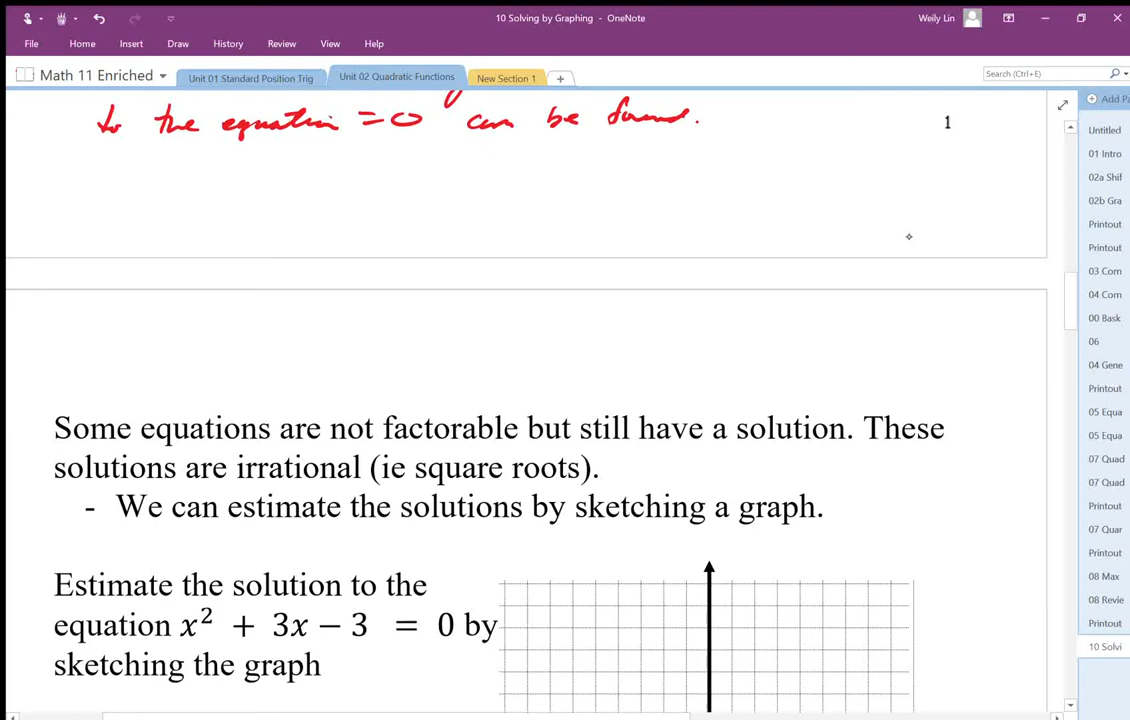 10 Solving by Graphing - OneNote
Weily Lin
File Home Insert Draw History Review View Help
Math 11 Enriched
Unit 01 Standard Position Trig
Unit 02 Quadratic Functions
New Section 1
Search (Ctrl+E)
to the equation =0 can be found.
1
Some equations are not factorable but still have a solution. These
solutions are irrational (ie square roots).
- We can estimate the solutions by sketching a graph.
Estimate the solution to the
equation x² + 3x − 3 = 0 by
sketching the graph
Add Pa
Untitled
01 Intro
02a Shif
02b Gra
Printout
Printout
03 Com
04 Com
00 Bask
06
04 Gene
Printout
05 Equa
05 Equa
07 Quad
07 Quad
Printout
07 Quar
Printout
08 Max
08 Revie
Printout
10 Solvi